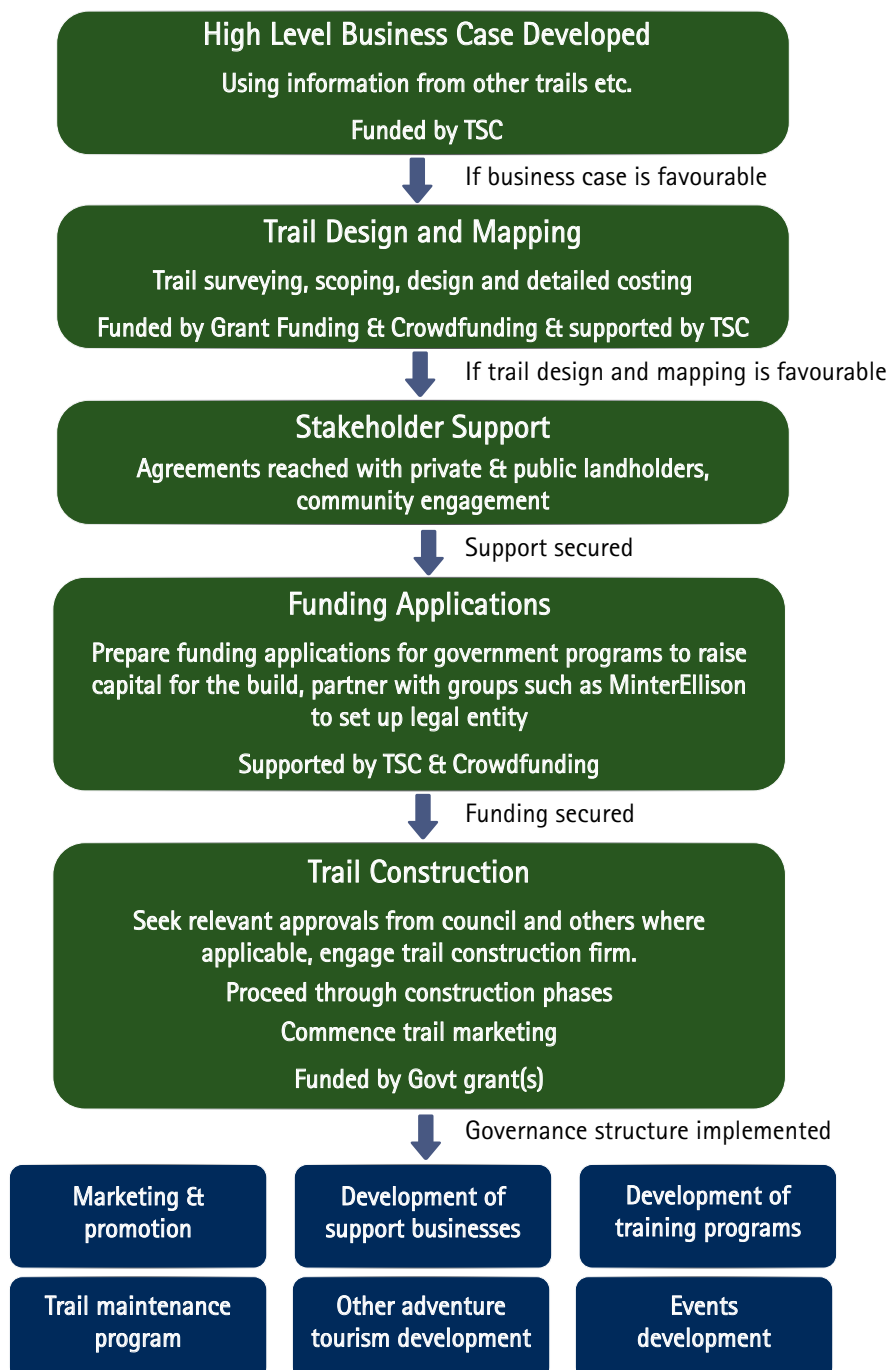 High Level Business Case Developed
Using information from other trails etc.
Funded by TSC
If business case is favourable
Trail Design and Mapping
Trail surveying, scoping, design and detailed costing
Funded by Grant Funding & Crowdfunding & supported by TSC
If trail design and mapping is favourable
Stakeholder Support
Agreements reached with private & public landholders,
community engagement
Support secured
Funding Applications
Prepare funding applications for government programs to raise
capital for the build, partner with groups such as MinterEllison
to set up legal entity
Supported by TSC & Crowdfunding
Funding secured
Trail Construction
Seek relevant approvals from council and others where
applicable, engage trail construction firm.
Proceed through construction phases
Commence trail marketing
Funded by Govt grant(s)
Governance structure implemented
Marketing &
promotion
Development of
support businesses
Development of
training programs
Trail maintenance
program
Other adventure
tourism development
Events
development